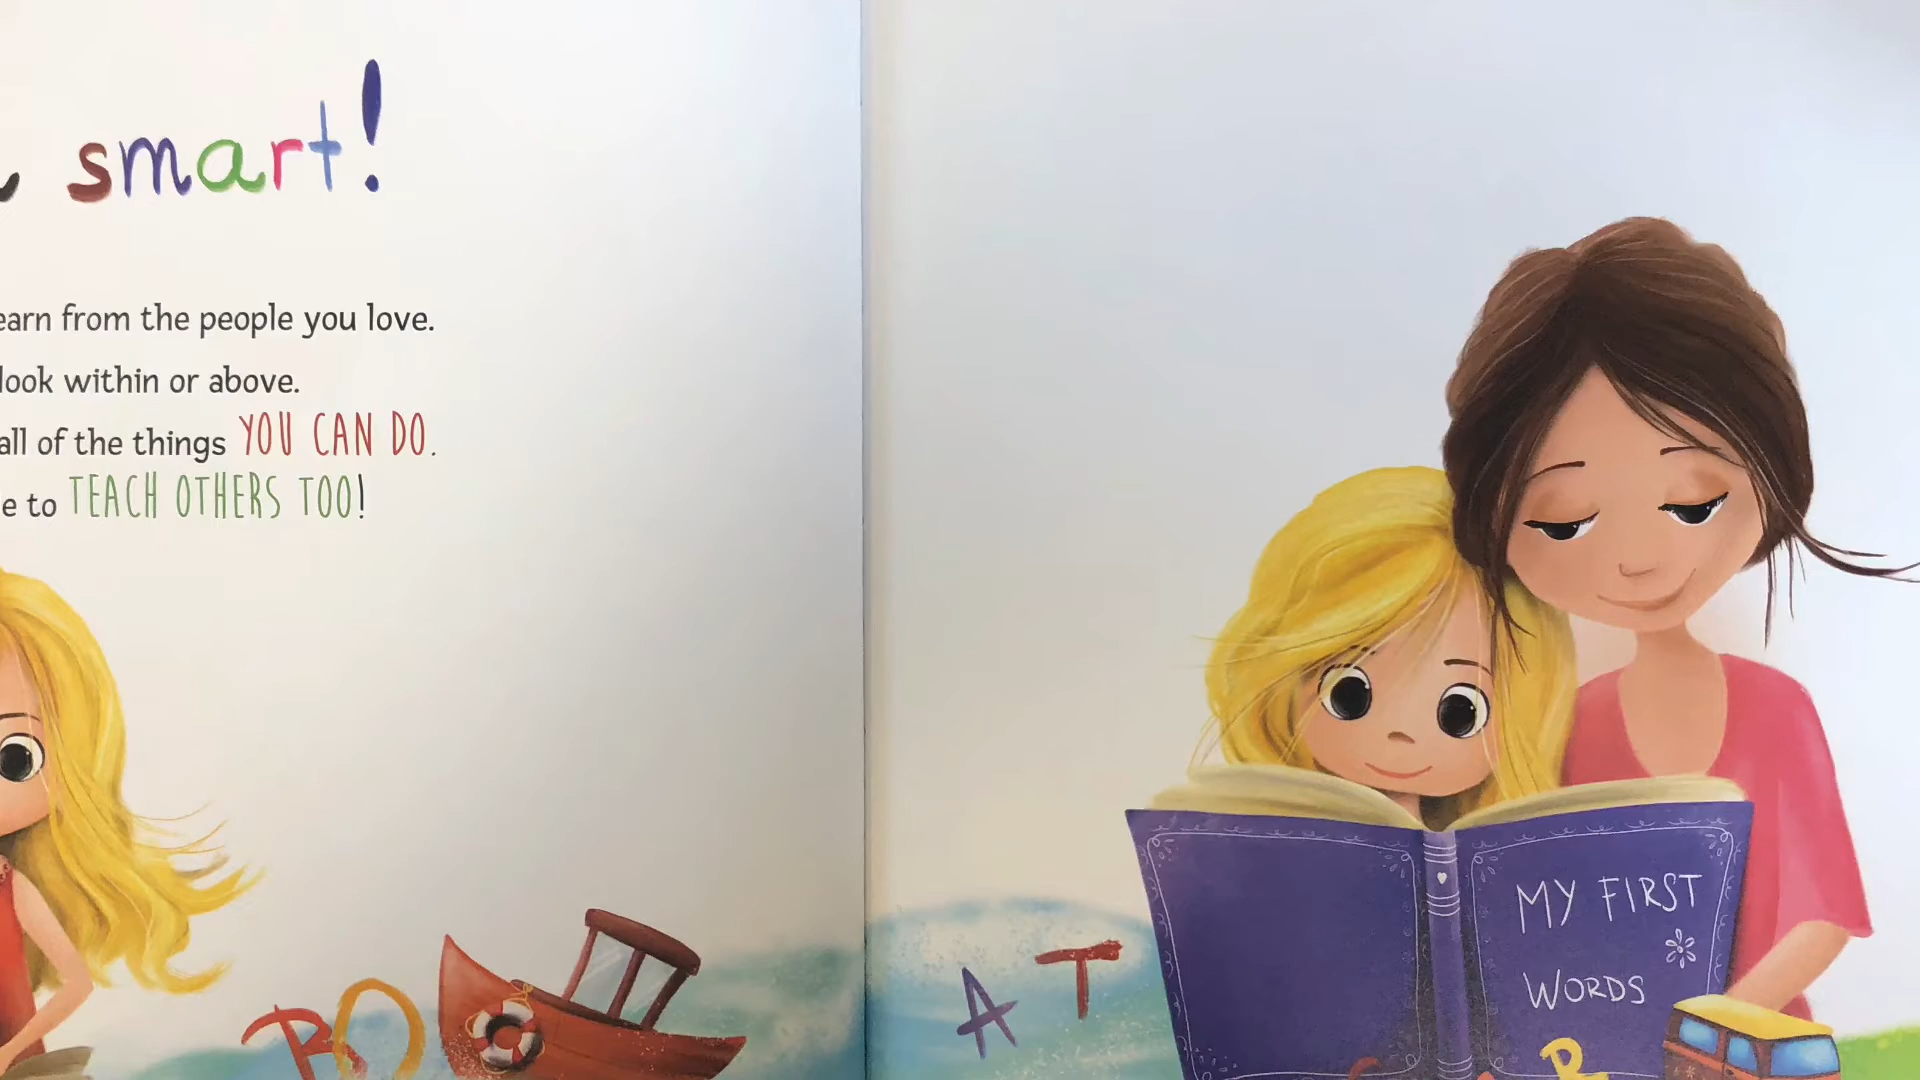 smart!
earn from the people you love.
look within or above.
all of the things YOU CAN DO.
e to TEACH OTHERS TOO!
BO
A T
MY FIRST
WORDS
R